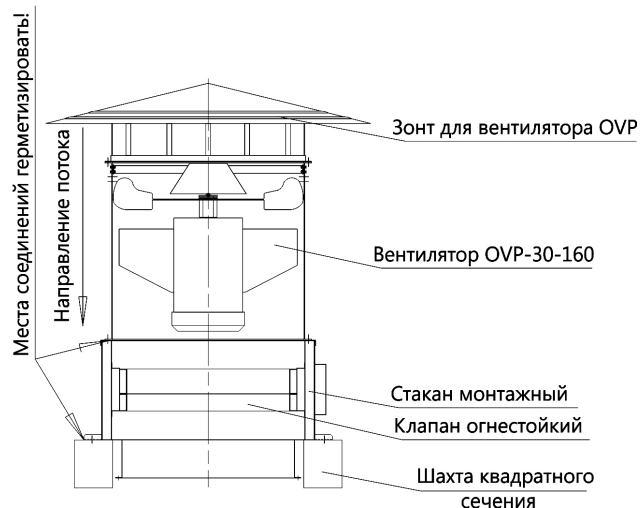 Места соединений герметизировать!
Направление потока
Зонт для вентилятора OVP
Вентилятор OVP-30-160
Стакан монтажный
Клапан огнестойкий
Шахта квадратного
сечения